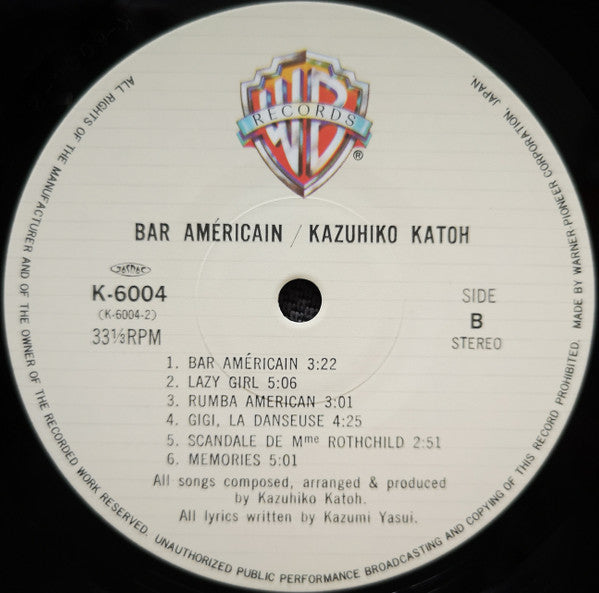 WB
RECORDS
®
BAR AMÉRICAIN / KAZUHIKO KATOH
JASRAC
K-6004
(K-6004-2)
33⅓RPM
SIDE
B
STEREO
1. BAR AMÉRICAIN 3:22
2. LAZY GIRL 5:06
3. RUMBA AMERICAN 3:01
4. GIGI, LA DANSEUSE 4:25
5. SCANDALE DE Mme ROTHCHILD 2:51
6. MEMORIES 5:01
All songs composed, arranged & produced
by Kazuhiko Katoh.
All lyrics written by Kazumi Yasui.
ALL RIGHTS OF THE MANUFACTURER AND OF THE OWNER OF THE RECORDED WORK RESERVED. UNAUTHORIZED PUBLIC PERFORMANCE BROADCASTING AND COPYING OF THIS RECORD PROHIBITED. MADE BY WARNER PIONEER CORPORATION, JAPAN.